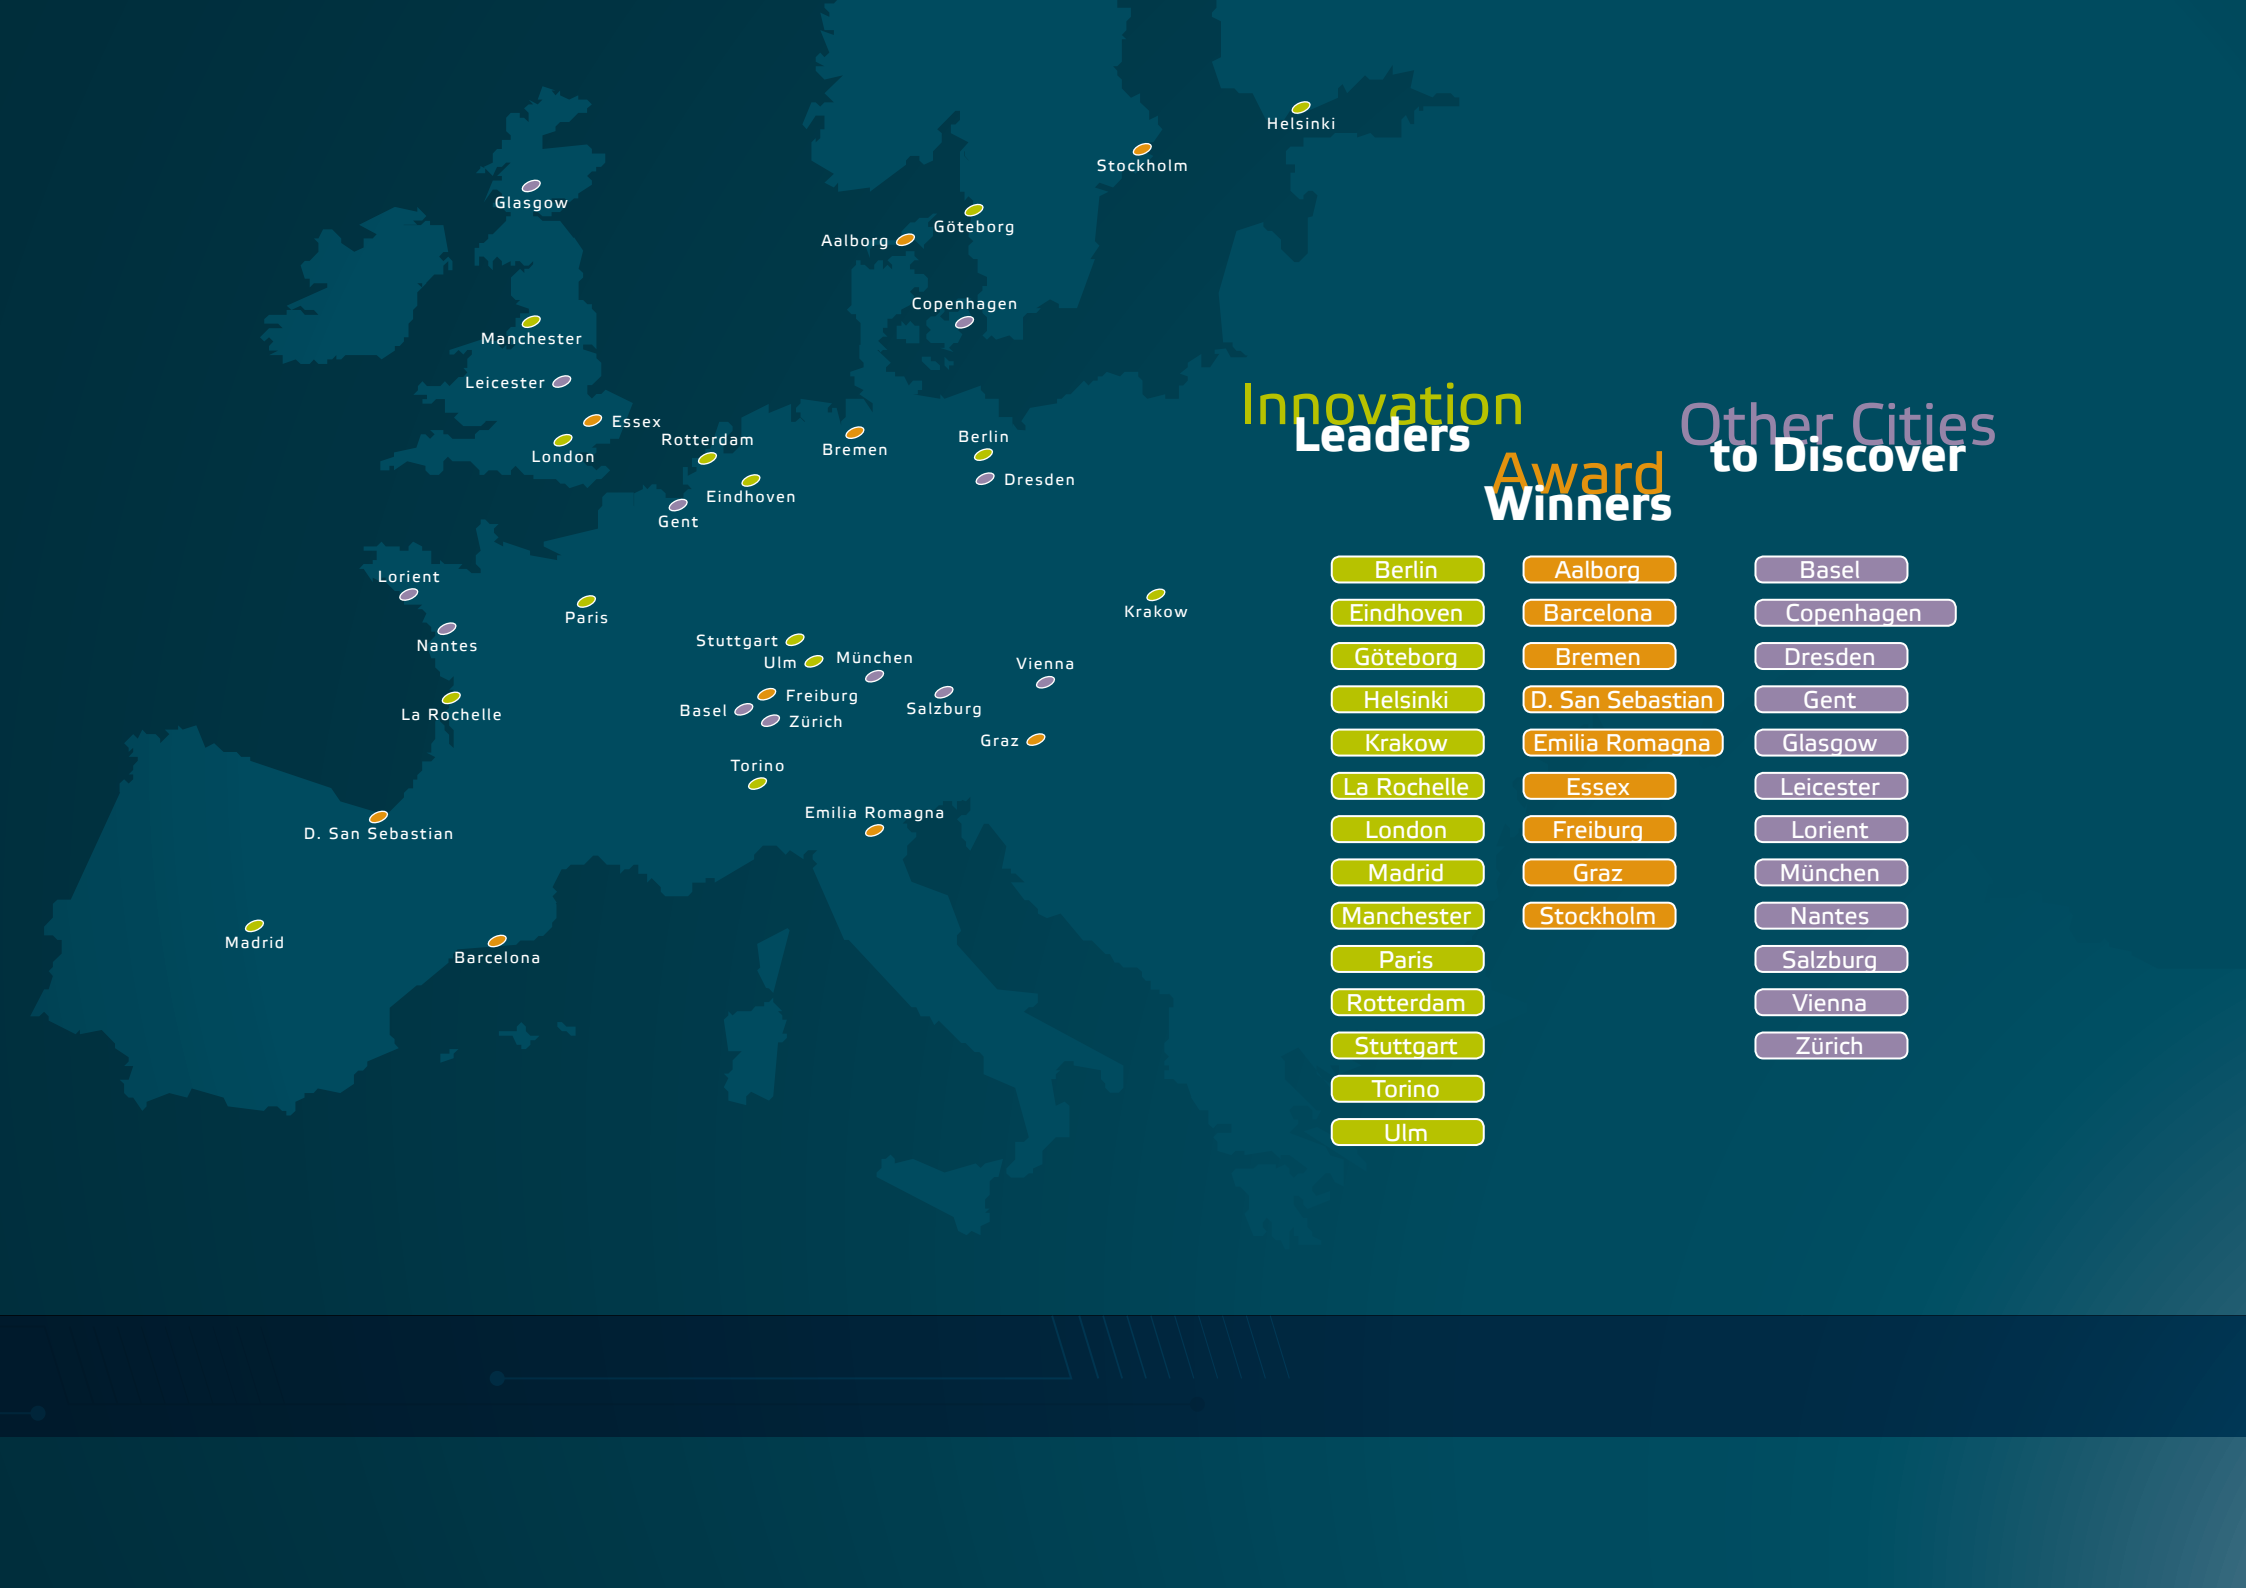 Helsinki
Stockholm
Glasgow
Göteborg
Aalborg
Copenhagen
Manchester
Leicester
Essex
Rotterdam
London
Bremen
Berlin
Dresden
Eindhoven
Gent
Lorient
Paris
Krakow
Nantes
Stuttgart
Ulm
München
Vienna
Freiburg
Basel
Zürich
Salzburg
La Rochelle
Graz
Torino
Emilia Romagna
D. San Sebastian
Madrid
Barcelona
Innovation
Leaders
Berlin
Eindhoven
Göteborg
Helsinki
Krakow
La Rochelle
London
Madrid
Manchester
Paris
Rotterdam
Stuttgart
Torino
Ulm
Award
Winners
Aalborg
Barcelona
Bremen
D. San Sebastian
Emilia Romagna
Essex
Freiburg
Graz
Stockholm
Other Cities
to Discover
Basel
Copenhagen
Dresden
Gent
Glasgow
Leicester
Lorient
München
Nantes
Salzburg
Vienna
Zürich